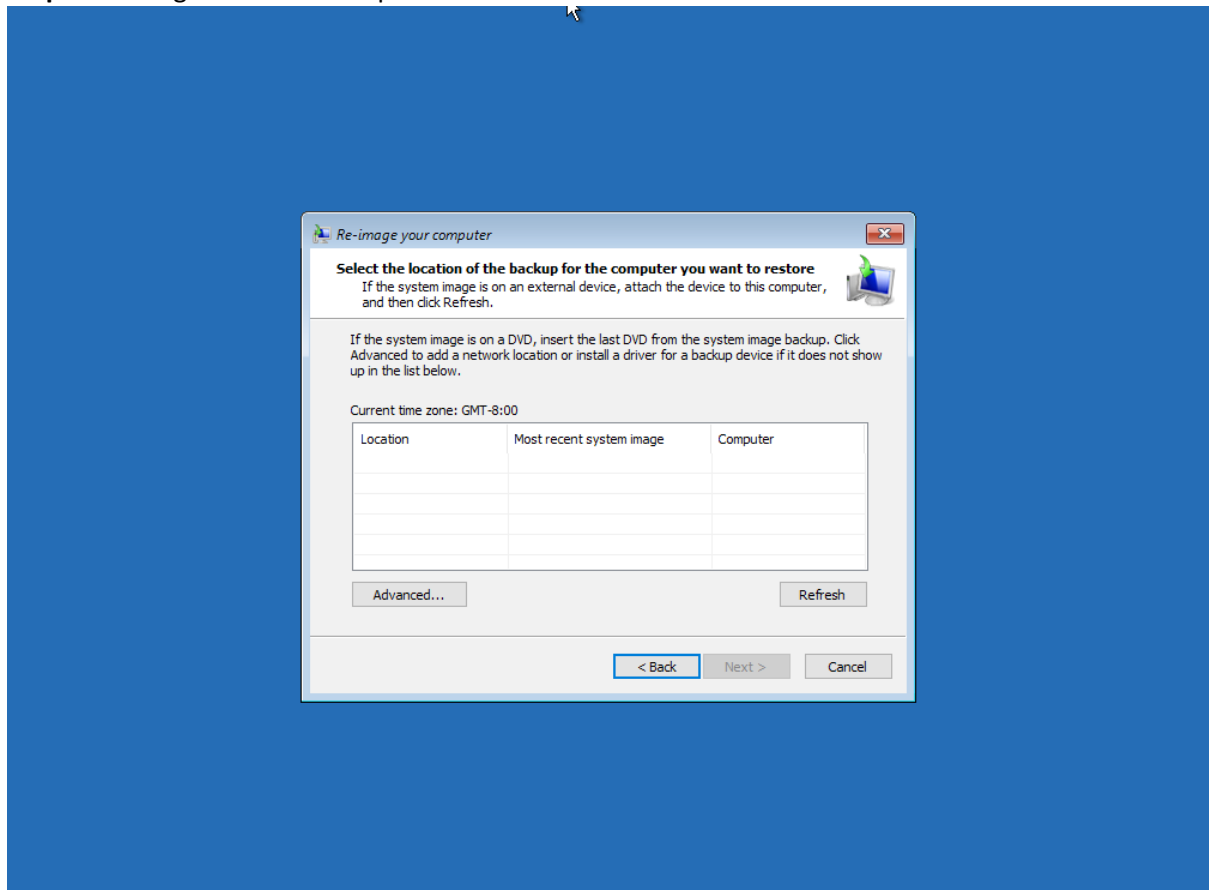 Re-image your computer
Select the location of the backup for the computer you want to restore
If the system image is on an external device, attach the device to this computer,
and then click Refresh.
If the system image is on a DVD, insert the last DVD from the system image backup. Click
Advanced to add a network location or install a driver for a backup device if it does not show
up in the list below.
Current time zone: GMT-8:00
Location Most recent system image Computer
Advanced... Refresh
< Back Next > Cancel